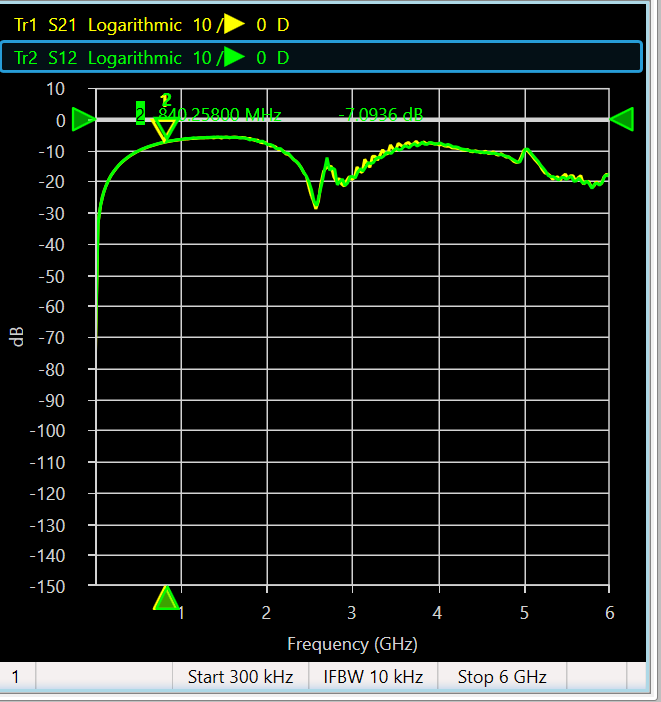 Tr1 S21 Logarithmic 10 / 0 D
Tr2 S12 Logarithmic 10 / 0 D
10
2
2 840.25800 MHz -7.0936 dB
0
-10
-20
-30
-40
-50
-60
-70
-80
-90
-100
-110
-120
-130
-140
-150
dB
1 2 3 4 5 6
Frequency (GHz)
1 Start 300 kHz IFBW 10 kHz Stop 6 GHz